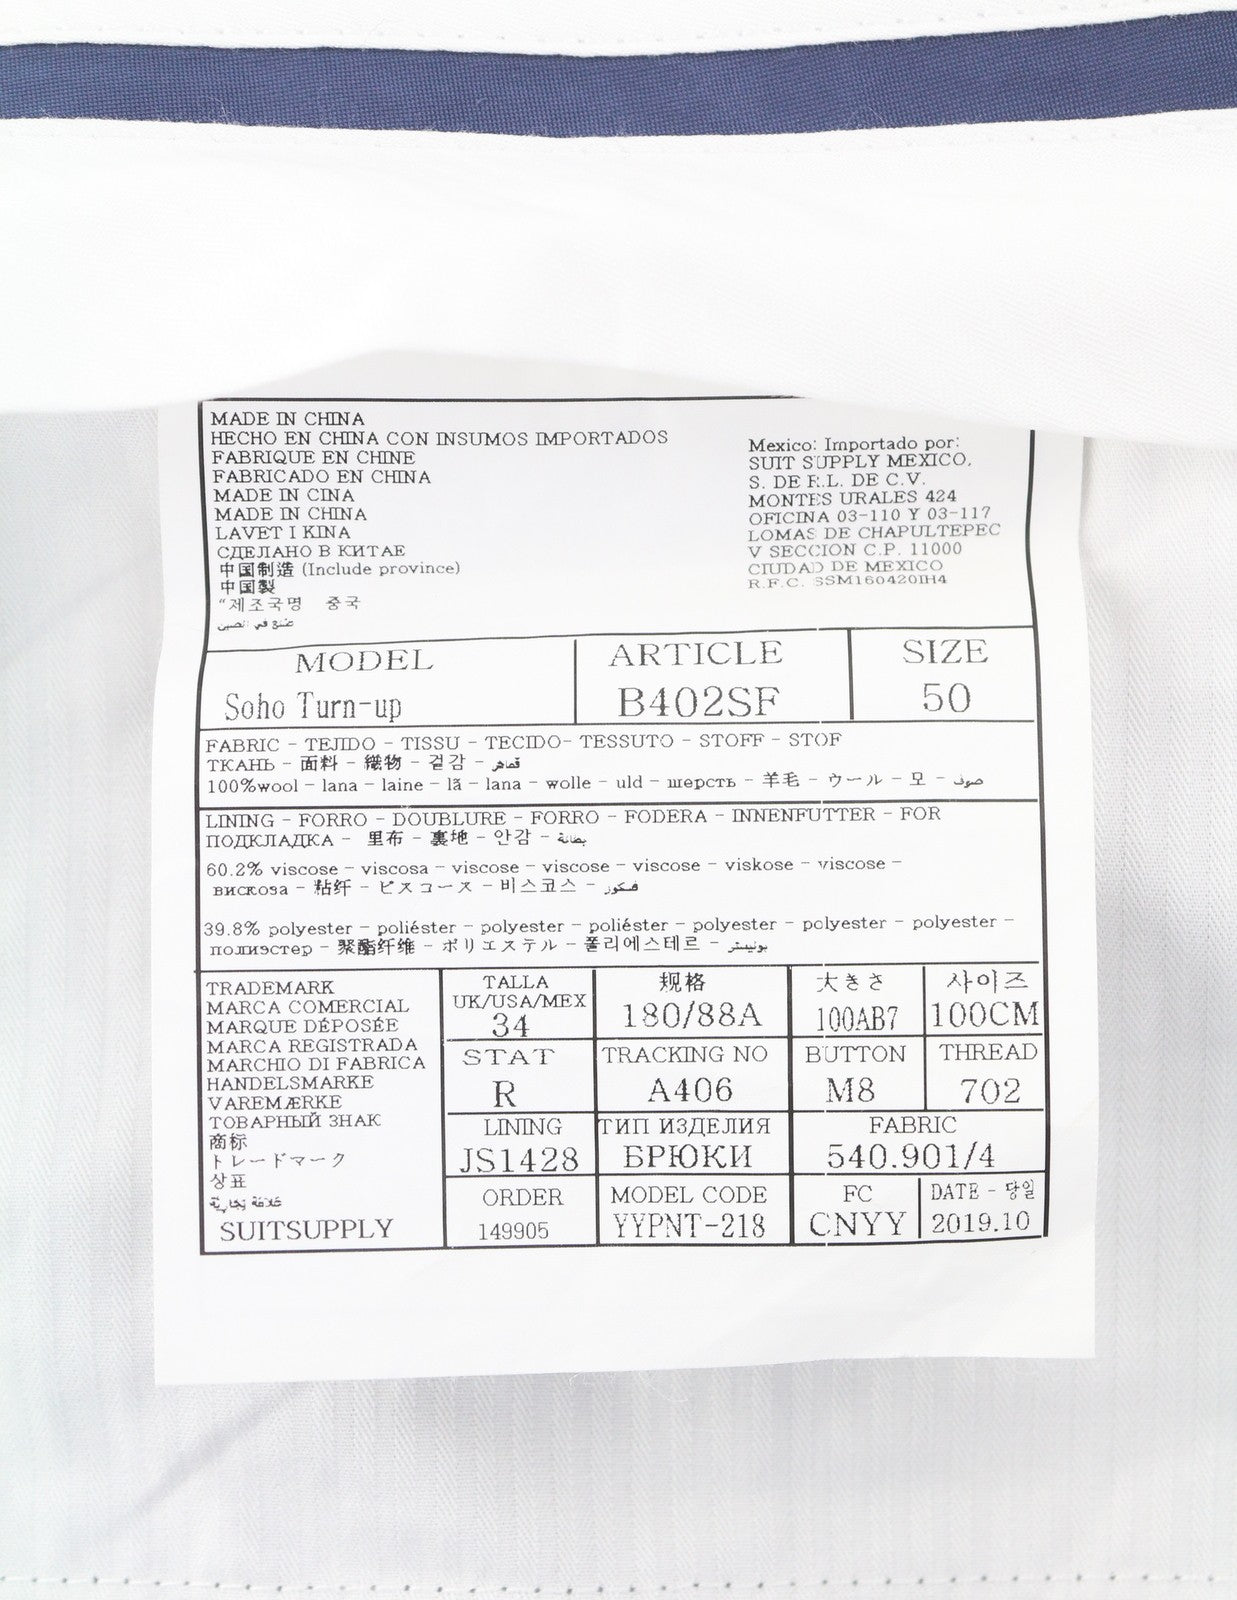 MADE IN CHINA
HECHO EN CHINA CON INSUMOS IMPORTADOS
FABRIQUE EN CHINE
FABRICADO EN CHINA
MADE IN CINA
MADE IN CHINA
LAVET I KINA
СДЕЛАНО В КИТАЕ
中国制造 (Include province)
中国製
"제조국명 중국
صنع في الصين
Mexico: Importado por:
SUIT SUPPLY MEXICO,
S. DE R.L. DE C.V.
MONTES URALES 424
OFICINA 03-110 Y 03-117
LOMAS DE CHAPULTEPEC
V SECCION C.P. 11000
CIUDAD DE MEXICO
R.F.C. SSM160420IH4
MODEL
Soho Turn-up
ARTICLE
B402SF
SIZE
50
FABRIC - TEJIDO - TISSU - TECIDO- TESSUTO - STOFF - STOF
ТКАНЬ - 面料 - 織物 - 겉감 - قماش
100%wool - lana - laine - lã - lana - wolle - uld - шерсть - 羊毛 - ウール - 모 - صوف
LINING - FORRO - DOUBLURE - FORRO - FODERA - INNENFUTTER - FOR
ПОДКЛАДКА - 里布 - 裏地 - 안감 - بطانة
60.2% viscose - viscosa - viscose - viscose - viscose - viskose - viscose -
вискоза - 粘纤 - ビスコース - 비스코스 - فسكوز
39.8% polyester - poliéster - polyester - poliéster - polyester - polyester - polyester -
полиэстер - 聚酯纤维 - ポリエステル - 폴리에스테르 -
TRADEMARK
MARCA COMERCIAL
MARQUE DÉPOSÉE
MARCA REGISTRADA
MARCHIO DI FABRICA
HANDELSMARKE
VAREMÆRKE
ТОВАРНЫЙ ЗНАК
商标
トレードマーク
상표
علامة تجارية
SUITSUPPLY
TALLA
UK/USA/MEX
34
规格
180/88A
大きさ
100AB7
사이즈
100CM
STAT
R
TRACKING NO
A406
BUTTON
M8
THREAD
702
LINING
JS1428
ТИП ИЗДЕЛИЯ
БРЮКИ
FABRIC
540.901/4
ORDER
149905
MODEL CODE
YYPNT-218
FC
CNYY
DATE - 당일
2019.10